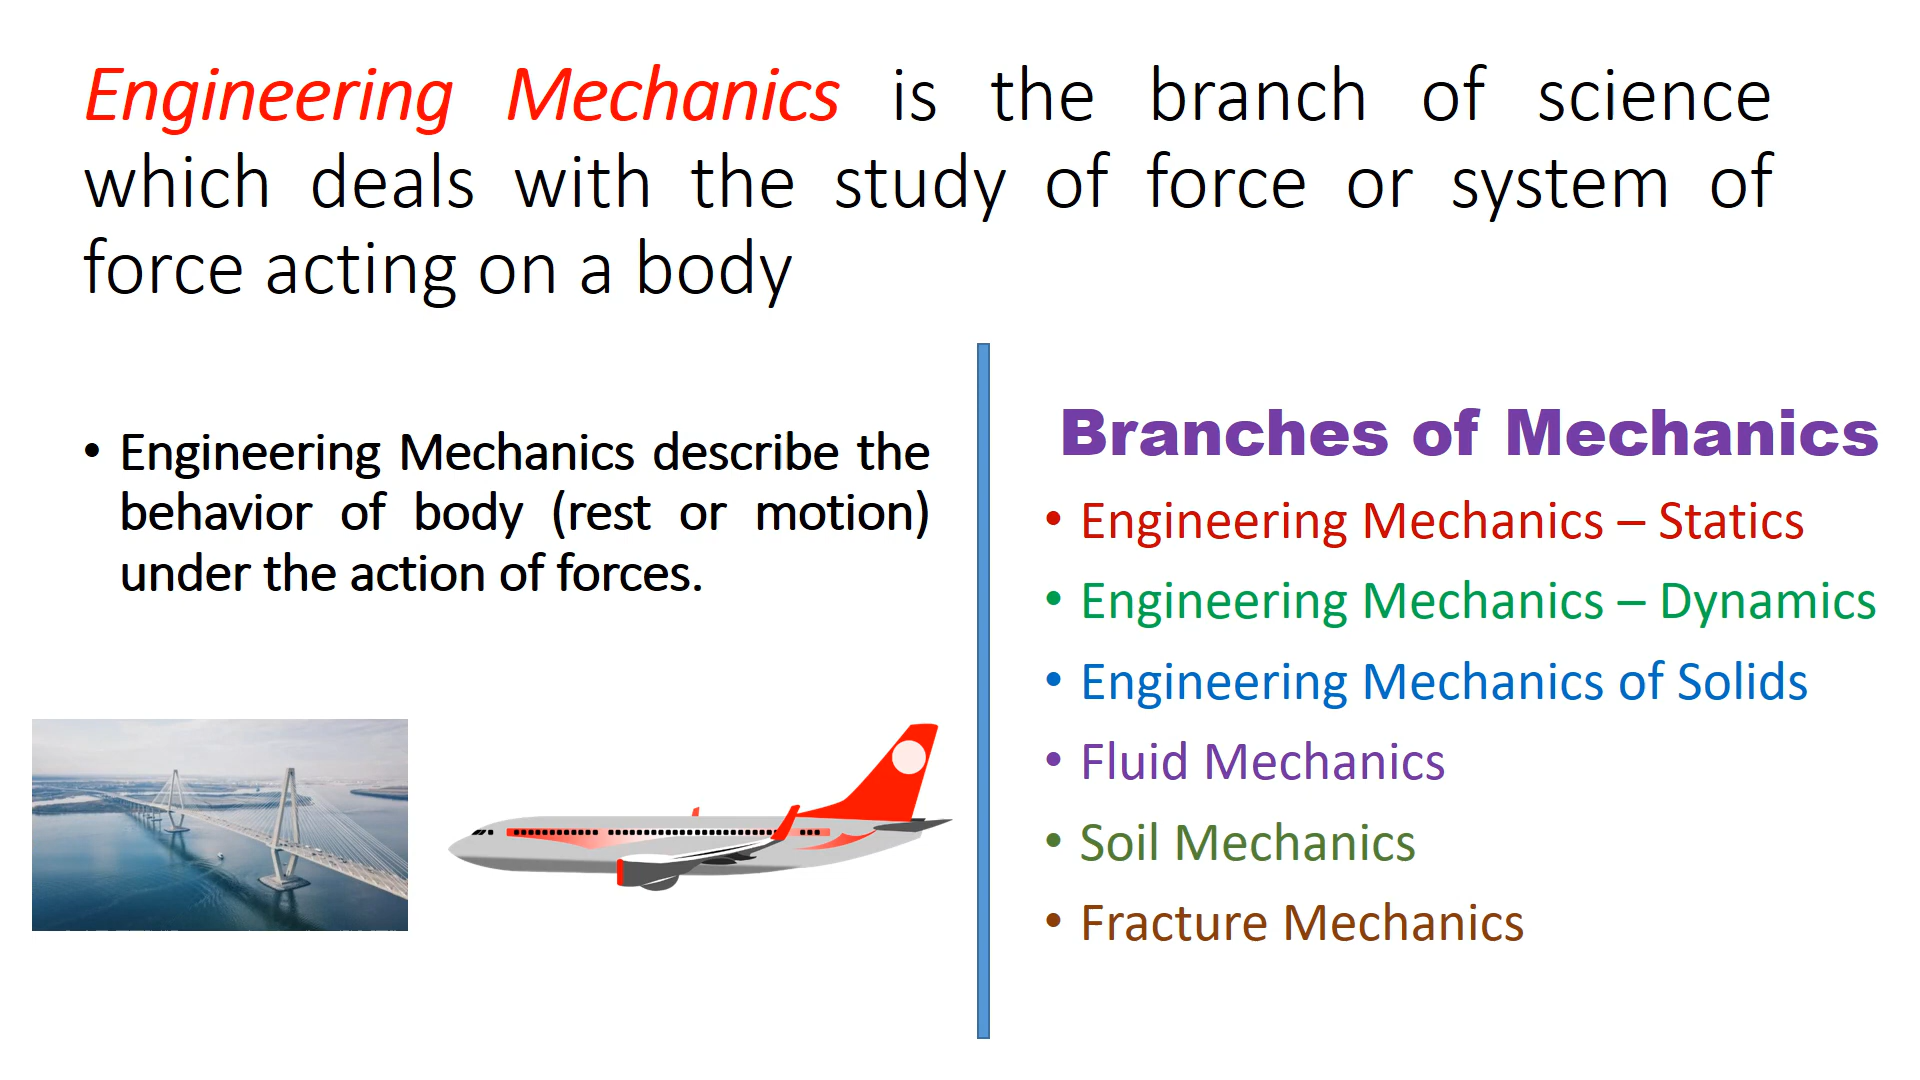 Engineering Mechanics is the branch of science
which deals with the study of force or system of
force acting on a body
• Engineering Mechanics describe the
behavior of body (rest or motion)
under the action of forces.
Branches of Mechanics
• Engineering Mechanics – Statics
• Engineering Mechanics – Dynamics
• Engineering Mechanics of Solids
• Fluid Mechanics
• Soil Mechanics
• Fracture Mechanics